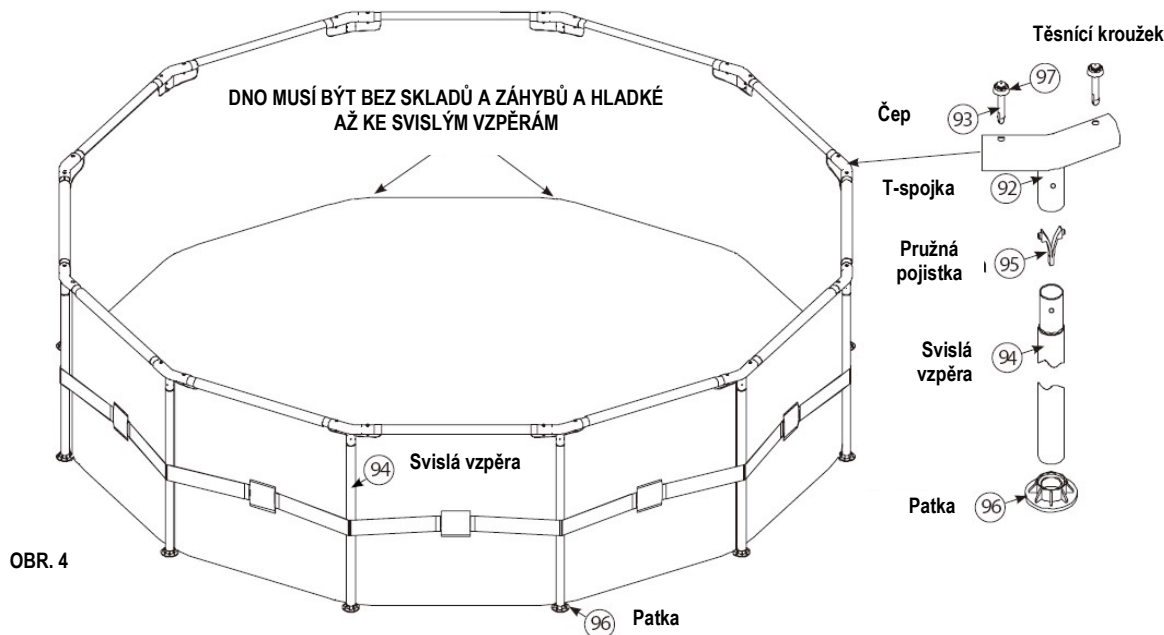 Těsnící kroužek
97
DNO MUSÍ BÝT BEZ SKLADŮ A ZÁHYBŮ A HLADKÉ
AŽ KE SVISLÝM VZPĚRÁM
Čep
93
T-spojka
92
Pružná
pojistka
95
Svislá
vzpěra
94
94
Svislá vzpěra
Patka
96
OBR. 4
96
Patka